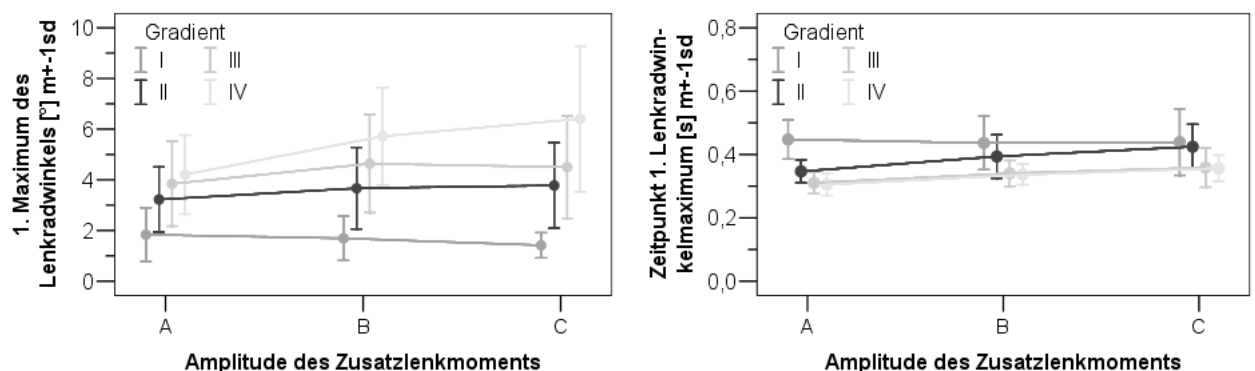 1. Maximum des
Lenkradwinkels [°] m+-1sd
10
8
6
4
2
0
Gradient
I III
II IV
A B C
Amplitude des Zusatzlenkmoments
Zeitpunkt 1. Lenkradwin-
kelmaximum [s] m+-1sd
0,8
0,6
0,4
0,2
0,0
Gradient
I III
II IV
A B C
Amplitude des Zusatzlenkmoments